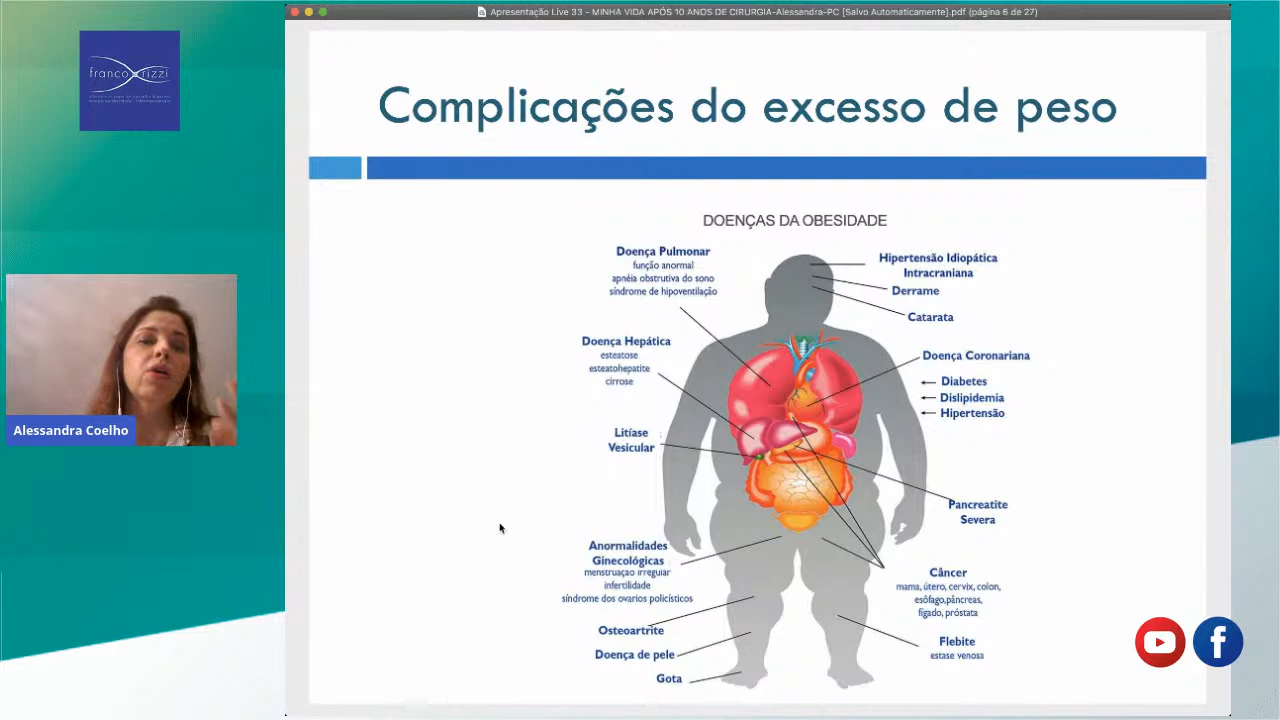 Apresentação Live 33 - MINHA VIDA APÓS 10 ANOS DE CIRURGIA-Alessandra-PC [Salvo Automaticamente].pdf (página 6 de 27)
franco rizzi
Complicações do excesso de peso
DOENÇAS DA OBESIDADE
Doença Pulmonar
função anormal
apnéia obstrutiva do sono
síndrome de hipoventilação
Hipertensão Idiopática
Intracraniana
Derrame
Catarata
Doença Hepática
esteatose
esteatohepatite
cirrose
Doença Coronariana
Diabetes
Dislipidemia
Hipertensão
Litíase
Vesicular
Alessandra Coelho
Pancreatite
Severa
Anormalidades
Ginecológicas
menstruação irregular
infertilidade
síndrome dos ovarios policísticos
Câncer
mama, útero, cervix, colon,
esôfago,pâncreas,
fígado, próstata
Osteoartrite
Flebite
estase venosa
Doença de pele
Gota